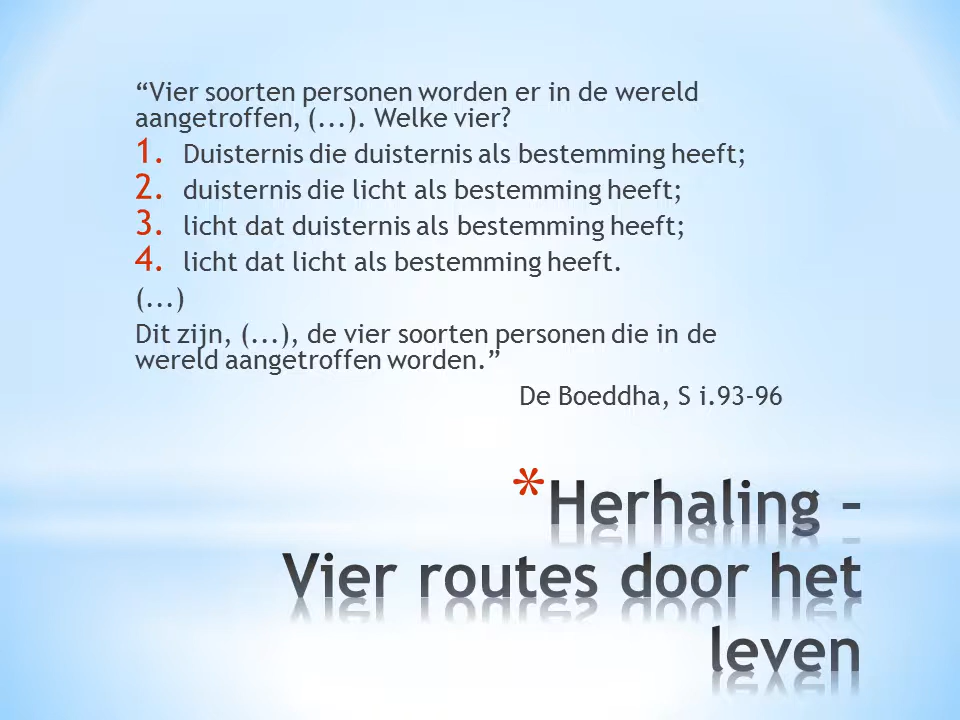 “Vier soorten personen worden er in de wereld
aangetroffen, (...). Welke vier?
1. Duisternis die duisternis als bestemming heeft;
2. duisternis die licht als bestemming heeft;
3. licht dat duisternis als bestemming heeft;
4. licht dat licht als bestemming heeft.
(...)
Dit zijn, (...), de vier soorten personen die in de
wereld aangetroffen worden.”
De Boeddha, S i.93-96
*Herhaling –
Vier routes door het
leven